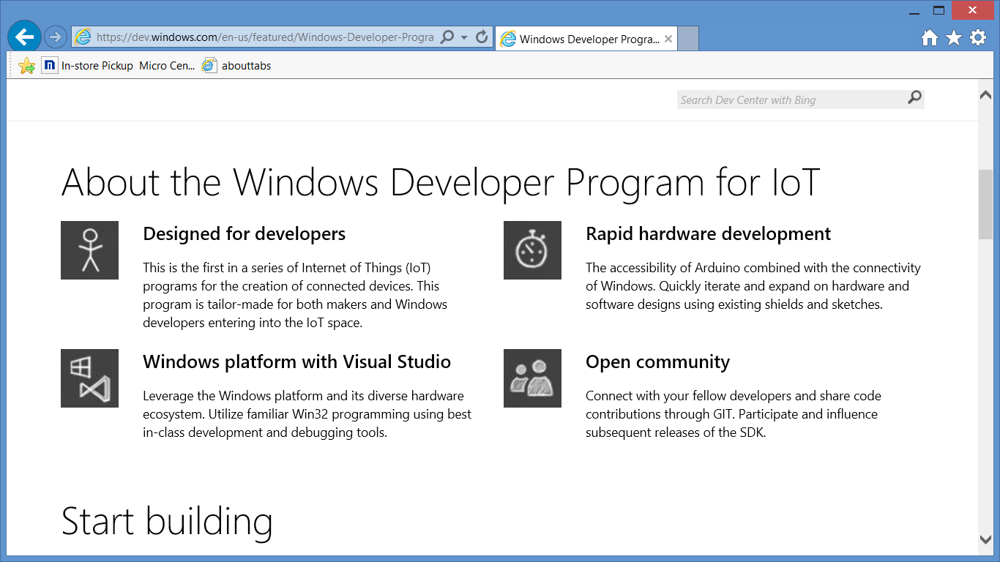 https://dev.windows.com/en-us/featured/Windows-Developer-Progra
Windows Developer Progra...
In-store Pickup Micro Cen... abouttabs
Search Dev Center with Bing
About the Windows Developer Program for IoT
Designed for developers
This is the first in a series of Internet of Things (IoT)
programs for the creation of connected devices. This
program is tailor-made for both makers and Windows
developers entering into the IoT space.
Rapid hardware development
The accessibility of Arduino combined with the connectivity
of Windows. Quickly iterate and expand on hardware and
software designs using existing shields and sketches.
Windows platform with Visual Studio
Leverage the Windows platform and its diverse hardware
ecosystem. Utilize familiar Win32 programming using best
in-class development and debugging tools.
Open community
Connect with your fellow developers and share code
contributions through GIT. Participate and influence
subsequent releases of the SDK.
Start building